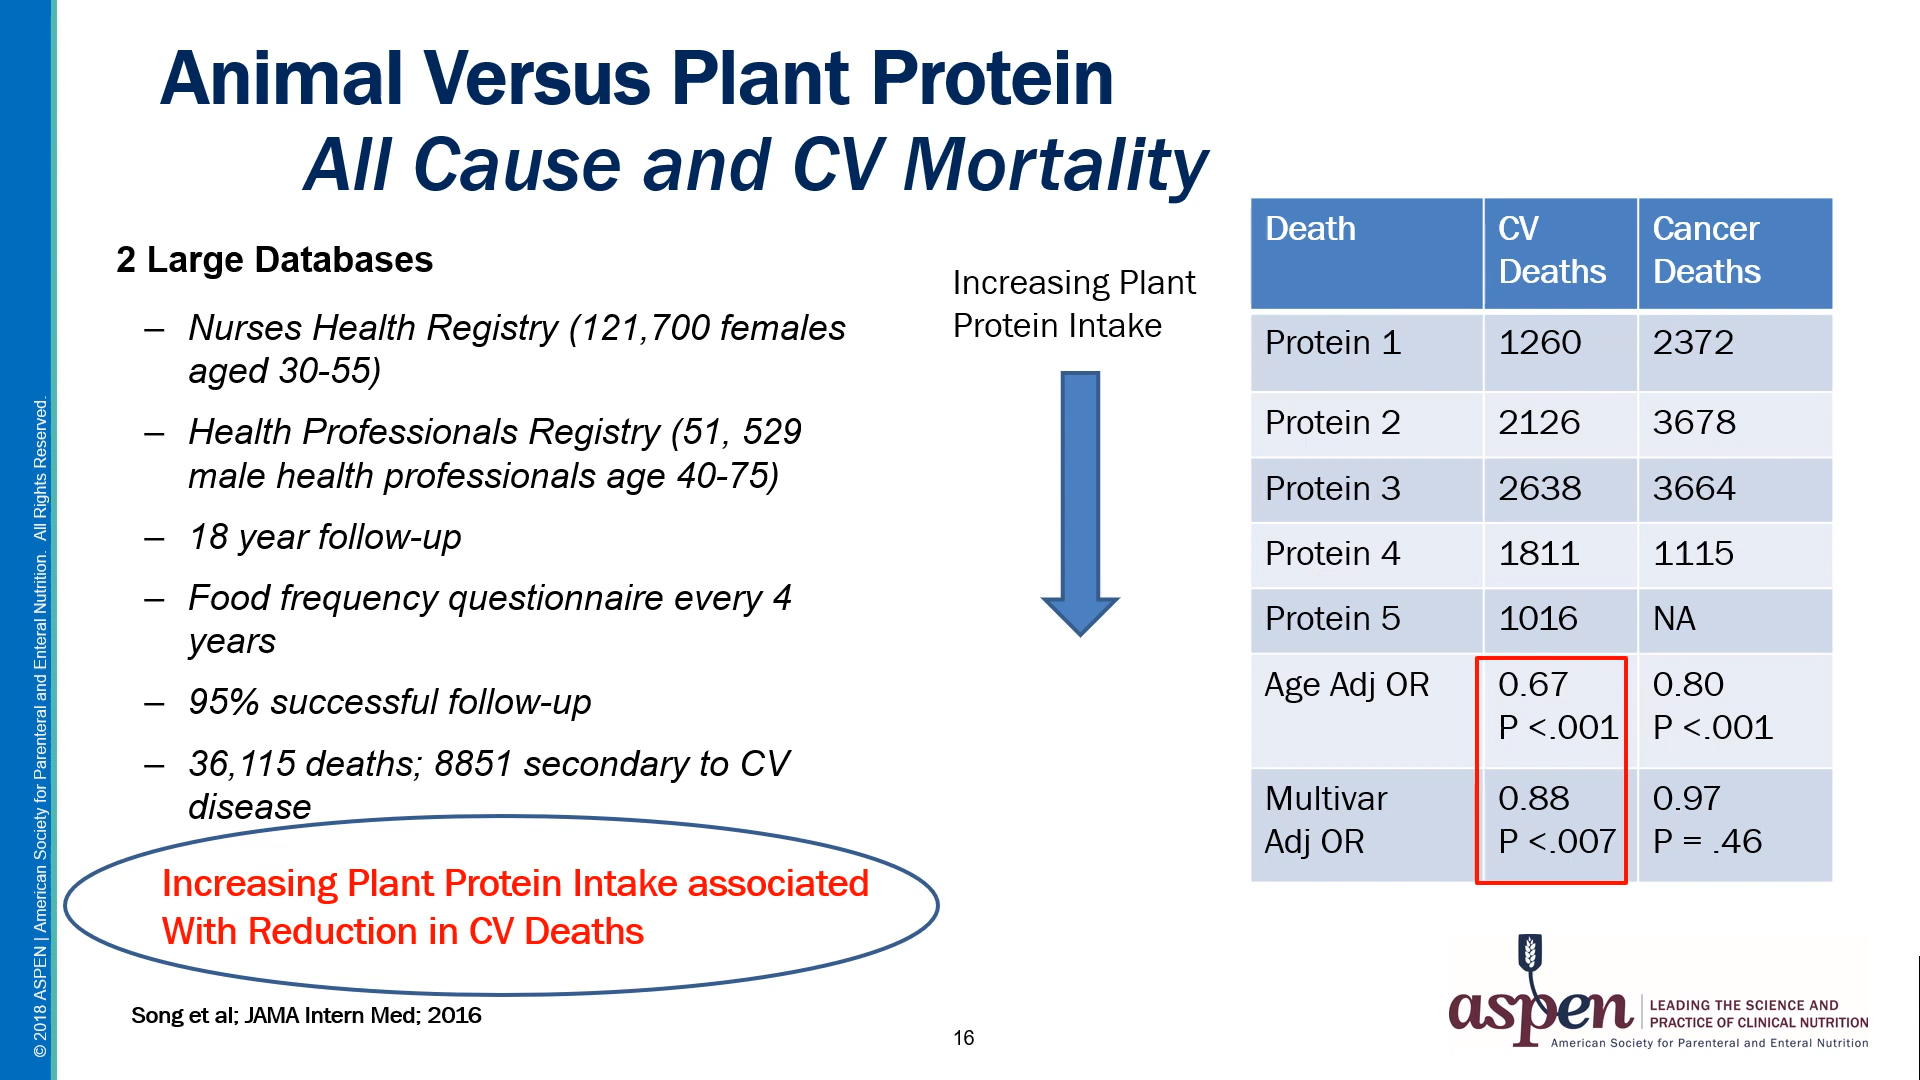 Animal Versus Plant Protein
All Cause and CV Mortality
2 Large Databases
– Nurses Health Registry (121,700 females
aged 30-55)
– Health Professionals Registry (51, 529
male health professionals age 40-75)
– 18 year follow-up
– Food frequency questionnaire every 4
years
– 95% successful follow-up
– 36,115 deaths; 8851 secondary to CV
disease
Increasing Plant Protein Intake associated
With Reduction in CV Deaths
Song et al; JAMA Intern Med; 2016
Increasing Plant
Protein Intake
Death CV Deaths Cancer Deaths
Protein 1 1260 2372
Protein 2 2126 3678
Protein 3 2638 3664
Protein 4 1811 1115
Protein 5 1016 NA
Age Adj OR 0.67 0.80
P <.001 P <.001
Multivar 0.88 0.97
Adj OR P <.007 P = .46
16
aspen
LEADING THE SCIENCE AND
PRACTICE OF CLINICAL NUTRITION
American Society for Parenteral and Enteral Nutrition
© 2018 ASPEN | American Society for Parenteral and Enteral Nutrition. All Rights Reserved.